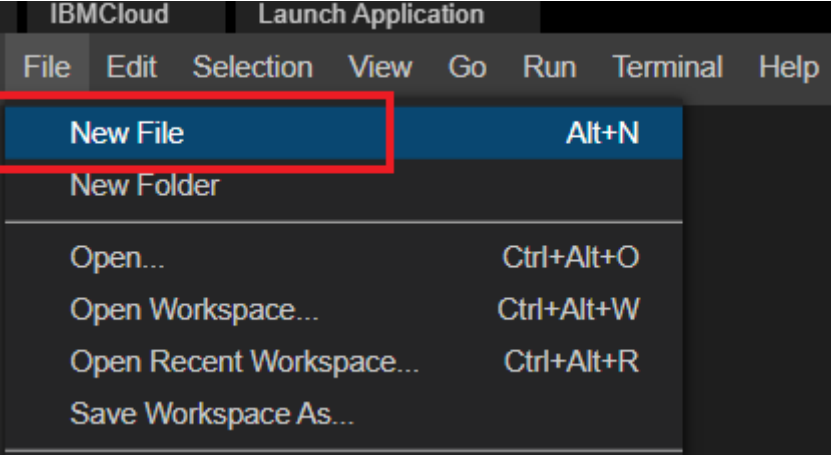 IBMCloud Launch Application
File Edit Selection View Go Run Terminal Help
New File Alt+N
New Folder
Open... Ctrl+Alt+O
Open Workspace... Ctrl+Alt+W
Open Recent Workspace... Ctrl+Alt+R
Save Workspace As...